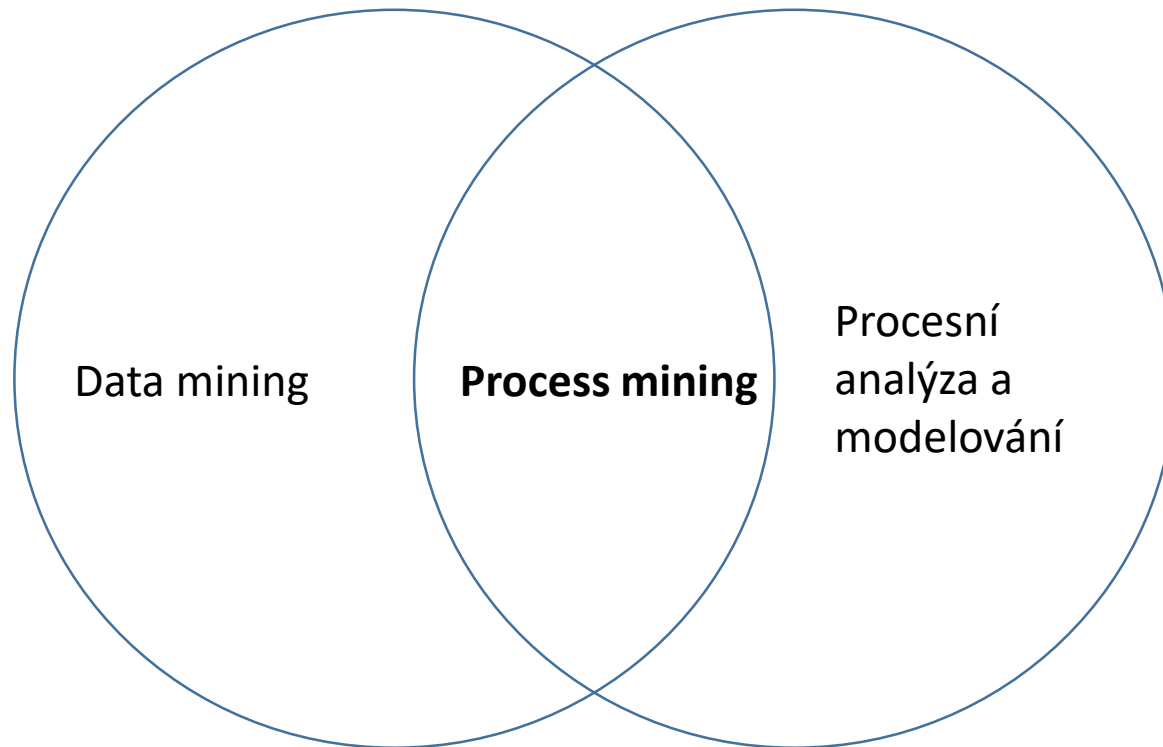 Data mining
Process mining
Procesní
analýza a
modelování